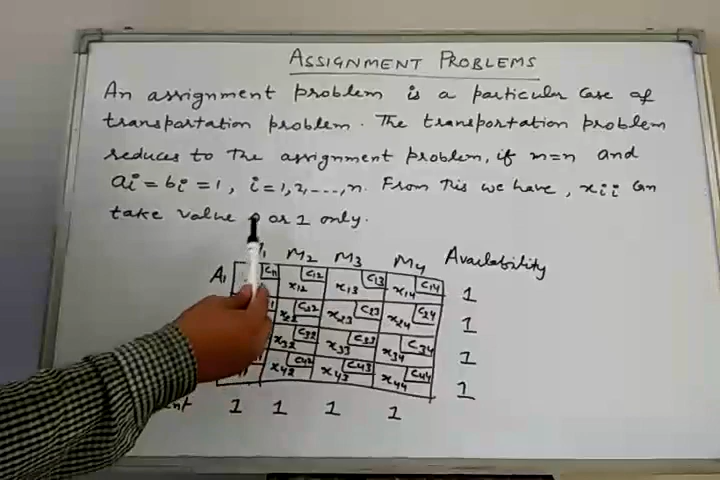 ASSIGNMENT PROBLEMS
An assignment problem is a particular case of
transportation problem. The transportation problem
reduces to the assignment problem, if m=n and
ai = bi = 1, i = 1, 2, ---, n. From this we have, xii can
take value 0 or 1 only.
M2 M3 M4 Availability
A1 C11 x12 C12 x13 C13 x14 C14 1
C22 x23 C23 x24 C24 1
x32 C32 x33 C33 x34 C34 1
x42 C42 x43 C43 x44 C44 1
1 1 1 1